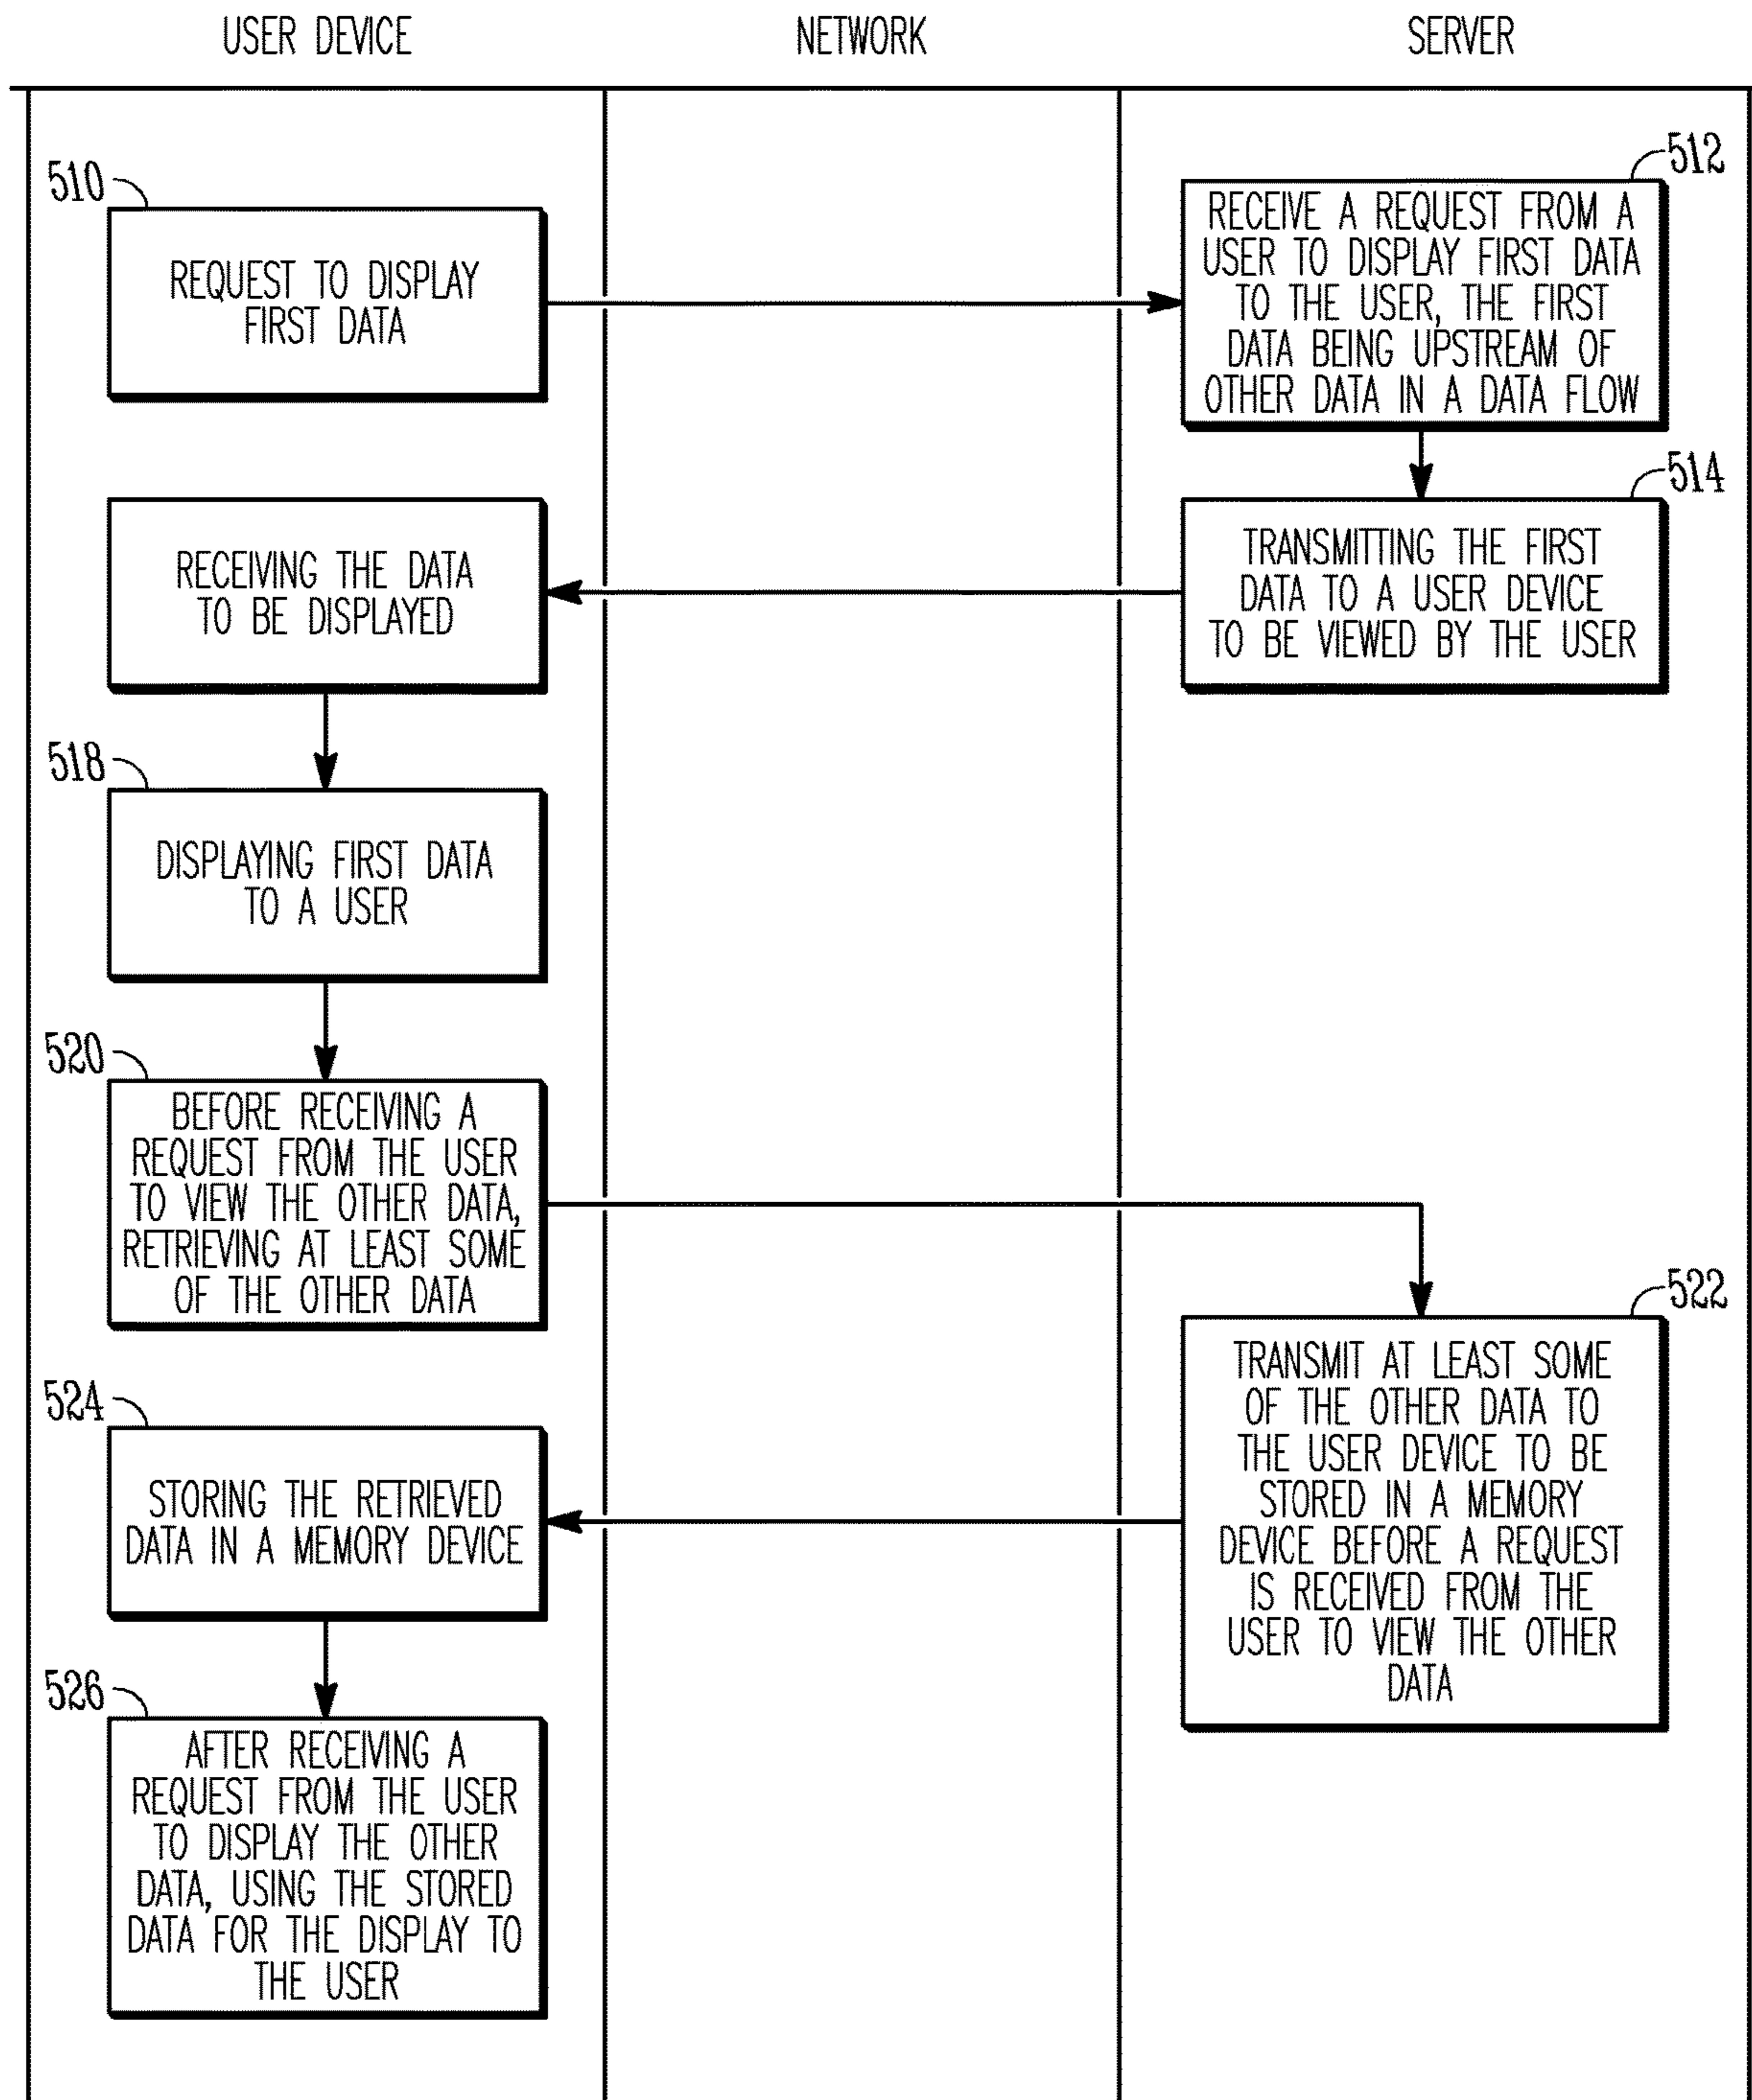 USER DEVICE
NETWORK
SERVER
510
REQUEST TO DISPLAY
FIRST DATA
512
RECEIVE A REQUEST FROM A
USER TO DISPLAY FIRST DATA
TO THE USER, THE FIRST
DATA BEING UPSTREAM OF
OTHER DATA IN A DATA FLOW
514
TRANSMITTING THE FIRST
DATA TO A USER DEVICE
TO BE VIEWED BY THE USER
RECEIVING THE DATA
TO BE DISPLAYED
518
DISPLAYING FIRST DATA
TO A USER
520
BEFORE RECEIVING A
REQUEST FROM THE USER
TO VIEW THE OTHER DATA,
RETRIEVING AT LEAST SOME
OF THE OTHER DATA
522
TRANSMIT AT LEAST SOME
OF THE OTHER DATA TO
THE USER DEVICE TO BE
STORED IN A MEMORY
DEVICE BEFORE A REQUEST
IS RECEIVED FROM THE
USER TO VIEW THE OTHER
DATA
524
STORING THE RETRIEVED
DATA IN A MEMORY DEVICE
526
AFTER RECEIVING A
REQUEST FROM THE USER
TO DISPLAY THE OTHER
DATA, USING THE STORED
DATA FOR THE DISPLAY TO
THE USER